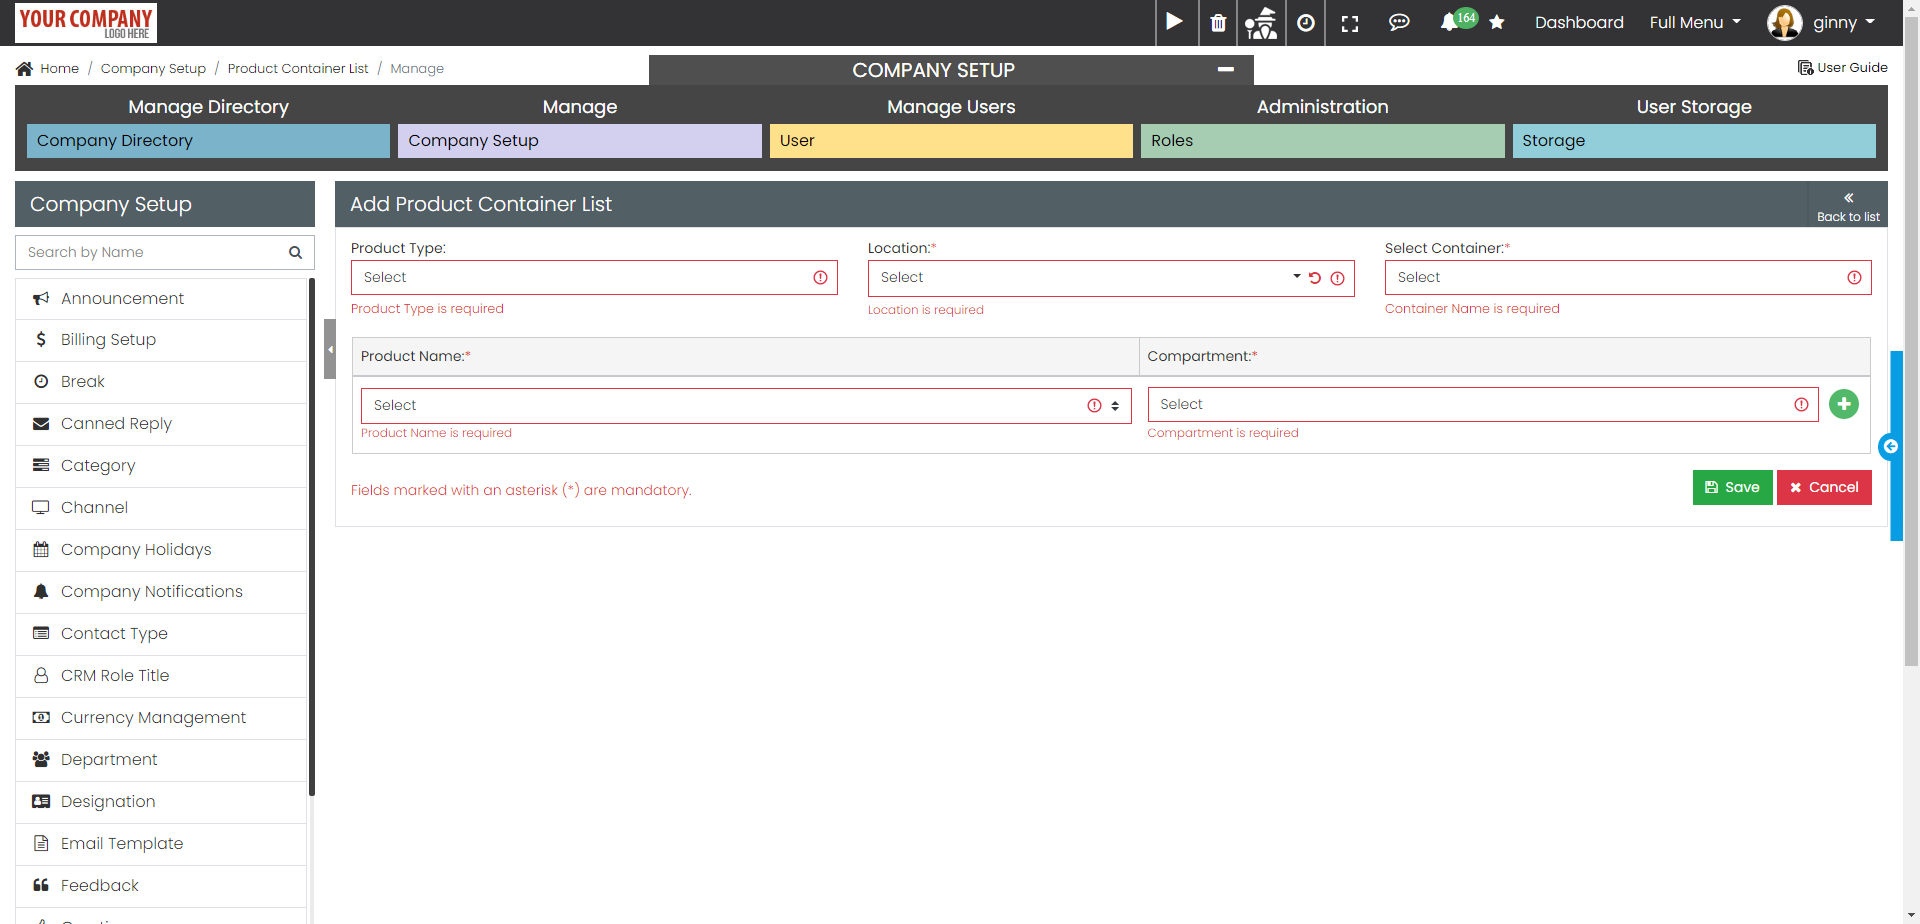 YOUR COMPANY
LOGO HERE
164
Dashboard
Full Menu
ginny
Home / Company Setup / Product Container List / Manage
COMPANY SETUP
User Guide
Manage Directory
Manage
Manage Users
Administration
User Storage
Company Directory
Company Setup
User
Roles
Storage
Company Setup
Search by Name
Announcement
Billing Setup
Break
Canned Reply
Category
Channel
Company Holidays
Company Notifications
Contact Type
CRM Role Title
Currency Management
Department
Designation
Email Template
Feedback
Add Product Container List
Back to list
Product Type:
Select
Product Type is required
Location:*
Select
Location is required
Select Container:*
Select
Container Name is required
Product Name:*
Compartment:*
Select
Product Name is required
Select
Compartment is required
Fields marked with an asterisk (*) are mandatory.
Save
Cancel